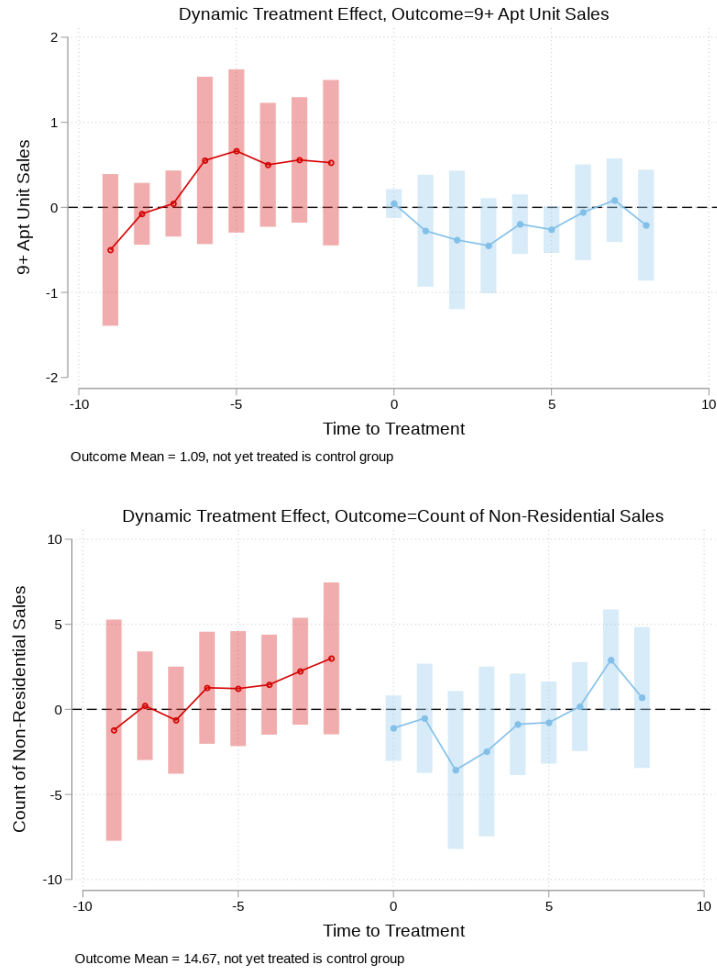 Dynamic Treatment Effect, Outcome=9+ Apt Unit Sales
2
1
0
-1
-2
9+ Apt Unit Sales
-10
-5
0
5
10
Time to Treatment
Outcome Mean = 1.09, not yet treated is control group
Dynamic Treatment Effect, Outcome=Count of Non-Residential Sales
10
5
0
-5
-10
Count of Non-Residential Sales
-10
-5
0
5
10
Time to Treatment
Outcome Mean = 14.67, not yet treated is control group